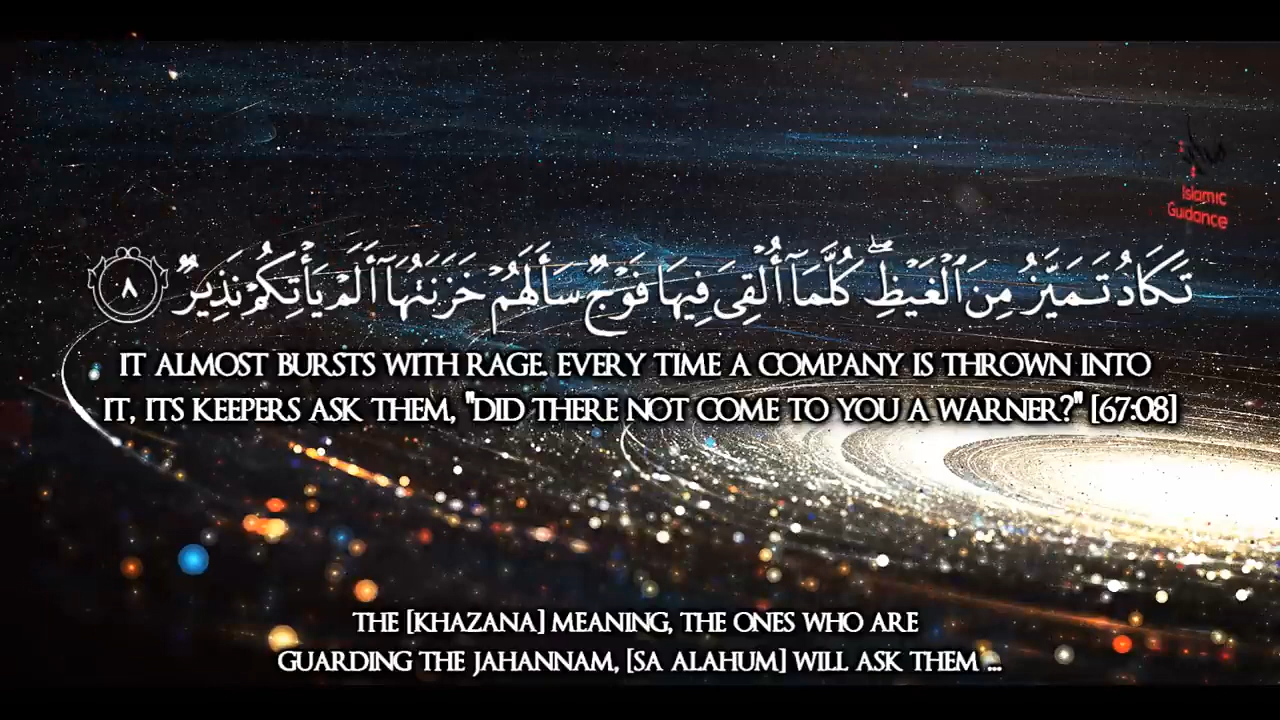 Islamic
Guidance
تَكَادُ تَمَيَّزُ مِنَ ٱلْغَيْظِ ۖ كُلَّمَآ أُلْقِىَ فِيهَا فَوْجٌ سَأَلَهُمْ خَزَنَتُهَآ أَلَمْ يَأْتِكُمْ نَذِيرٌ ٨
IT ALMOST BURSTS WITH RAGE. EVERY TIME A COMPANY IS THROWN INTO
IT, ITS KEEPERS ASK THEM, "DID THERE NOT COME TO YOU A WARNER?" [67:08]
THE [KHAZANA] MEANING, THE ONES WHO ARE
GUARDING THE JAHANNAM, [SA ALAHUM] WILL ASK THEM ...